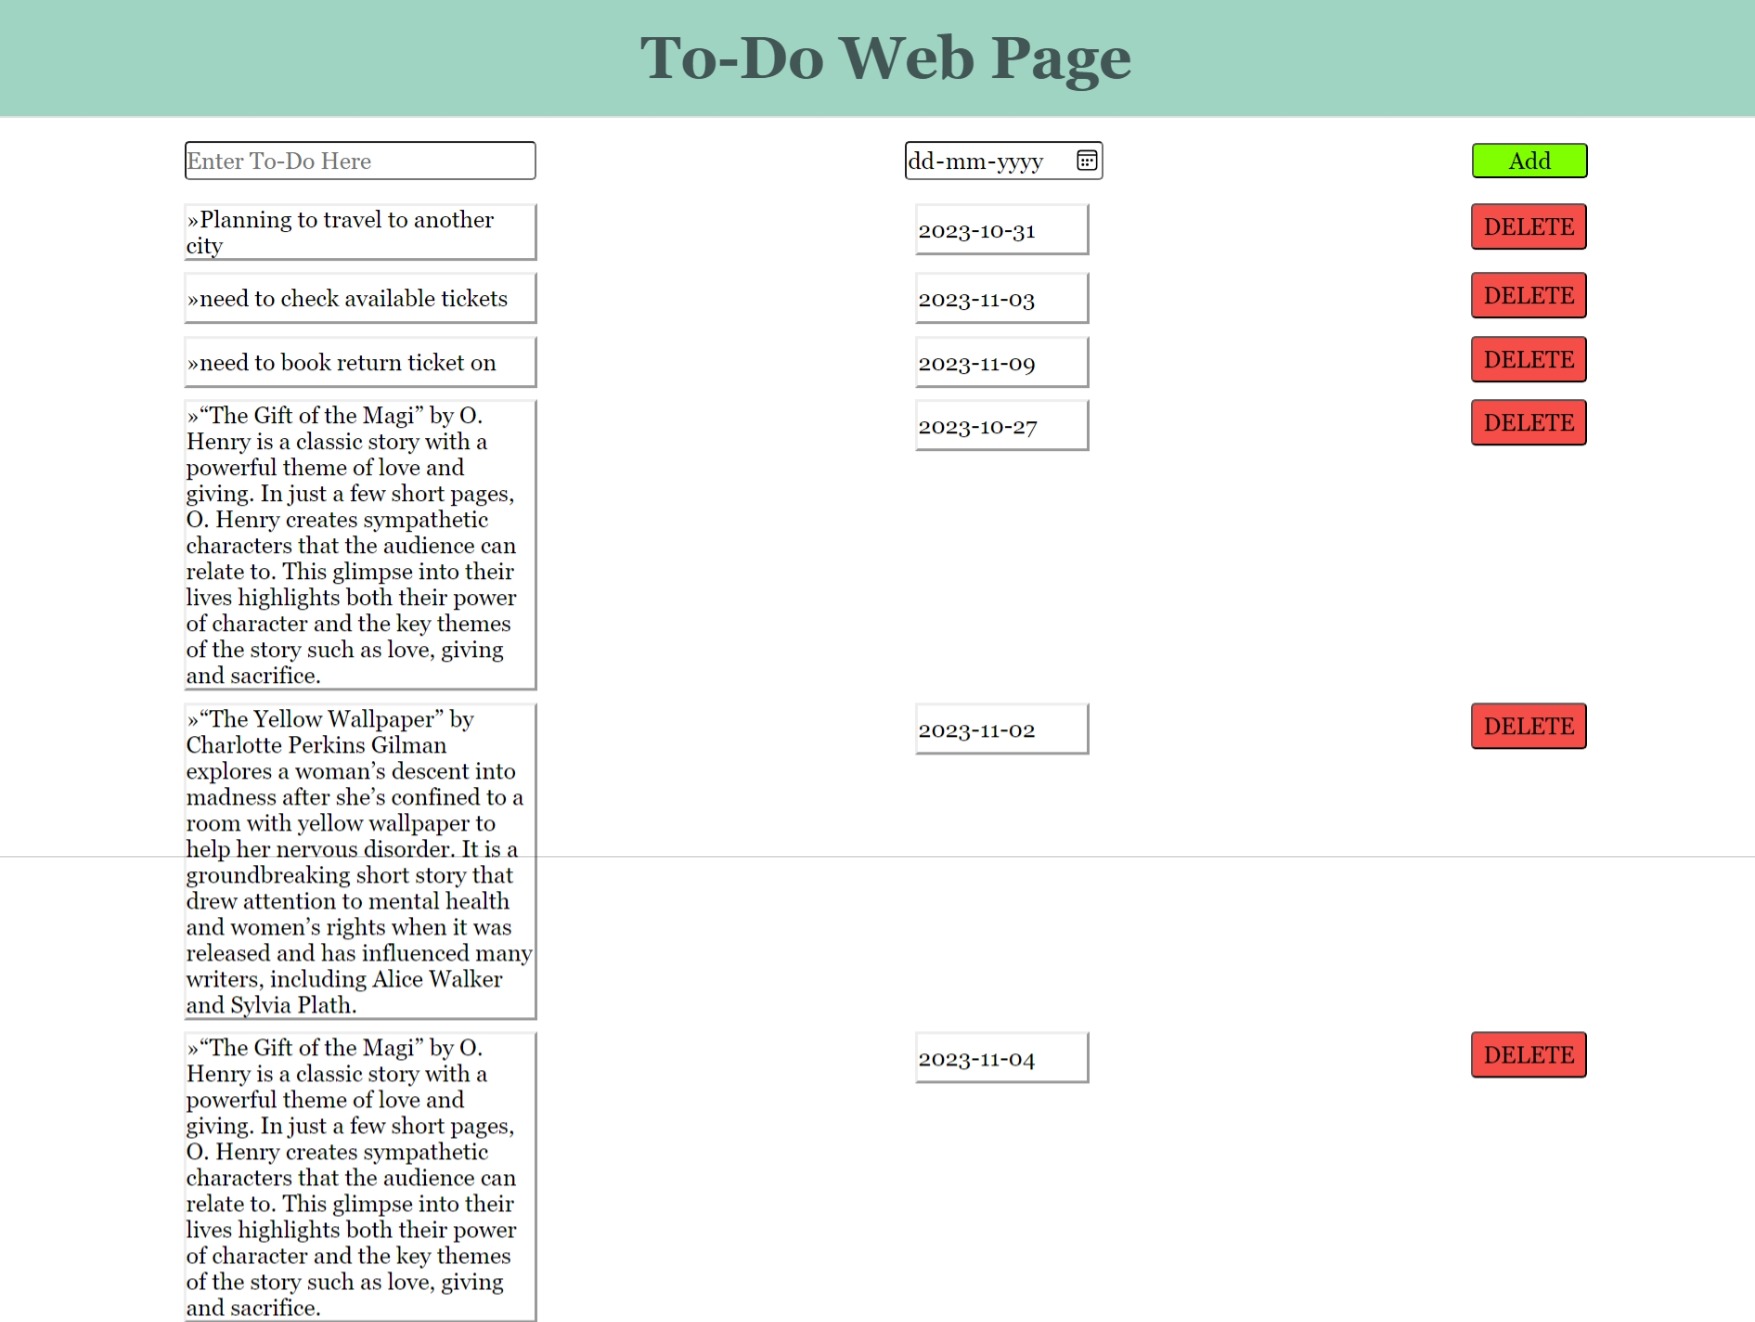 To-Do Web Page
Enter To-Do Here
dd-mm-yyyy
Add
»Planning to travel to another
city
2023-10-31
DELETE
»need to check available tickets
2023-11-03
DELETE
»need to book return ticket on
2023-11-09
DELETE
»“The Gift of the Magi” by O.
Henry is a classic story with a
powerful theme of love and
giving. In just a few short pages,
O. Henry creates sympathetic
characters that the audience can
relate to. This glimpse into their
lives highlights both their power
of character and the key themes
of the story such as love, giving
and sacrifice.
2023-10-27
DELETE
»“The Yellow Wallpaper” by
Charlotte Perkins Gilman
explores a woman’s descent into
madness after she’s confined to a
room with yellow wallpaper to
help her nervous disorder. It is a
groundbreaking short story that
drew attention to mental health
and women’s rights when it was
released and has influenced many
writers, including Alice Walker
and Sylvia Plath.
2023-11-02
DELETE
»“The Gift of the Magi” by O.
Henry is a classic story with a
powerful theme of love and
giving. In just a few short pages,
O. Henry creates sympathetic
characters that the audience can
relate to. This glimpse into their
lives highlights both their power
of character and the key themes
of the story such as love, giving
and sacrifice.
2023-11-04
DELETE